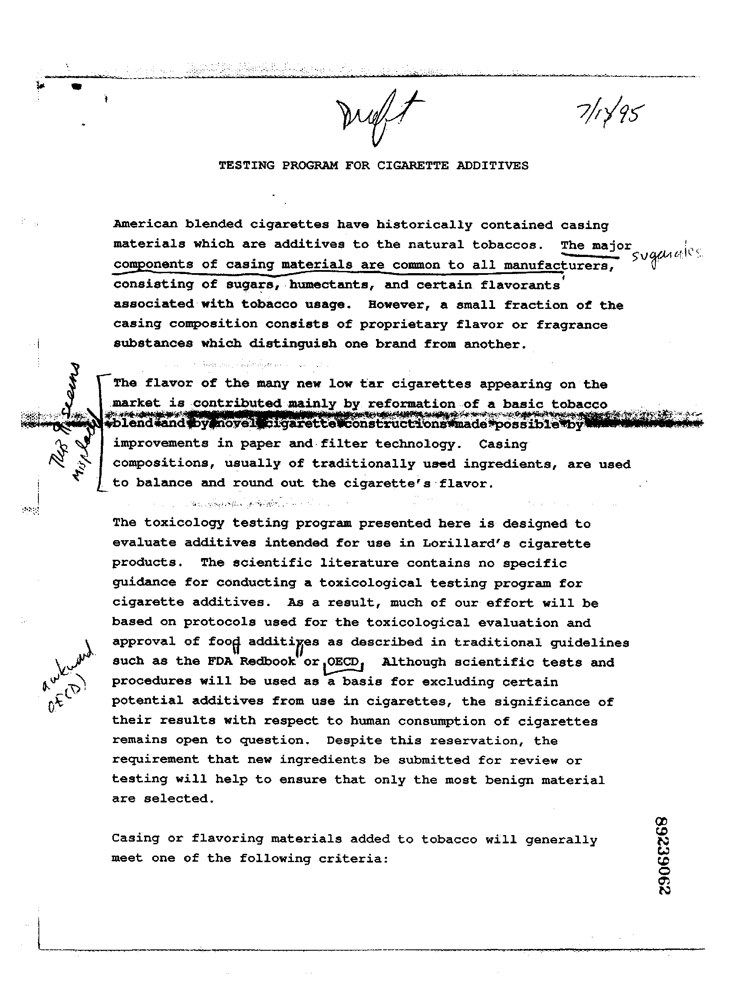 Draft
7/17/95
TESTING PROGRAM FOR CIGARETTE ADDITIVES
American blended cigarettes have historically contained casing
materials which are additives to the natural tobaccos. The major
components of casing materials are common to all manufacturers,
consisting of sugars, humectants, and certain flavorants
associated with tobacco usage. However, a small fraction of the
casing composition consists of proprietary flavor or fragrance
substances which distinguish one brand from another.
This seems
misplaced
The flavor of the many new low tar cigarettes appearing on the
market is contributed mainly by reformation of a basic tobacco
blend and by novel cigarette constructions made possible by
improvements in paper and filter technology. Casing
compositions, usually of traditionally used ingredients, are used
to balance and round out the cigarette's flavor.
The toxicology testing program presented here is designed to
evaluate additives intended for use in Lorillard's cigarette
products. The scientific literature contains no specific
guidance for conducting a toxicological testing program for
cigarette additives. As a result, much of our effort will be
based on protocols used for the toxicological evaluation and
approval of food additives as described in traditional guidelines
such as the FDA Redbook or OECD. Although scientific tests and
awkward
OECD)
procedures will be used as a basis for excluding certain
potential additives from use in cigarettes, the significance of
their results with respect to human consumption of cigarettes
remains open to question. Despite this reservation, the
requirement that new ingredients be submitted for review or
testing will help to ensure that only the most benign material
are selected.
Casing or flavoring materials added to tobacco will generally
meet one of the following criteria:
89239062